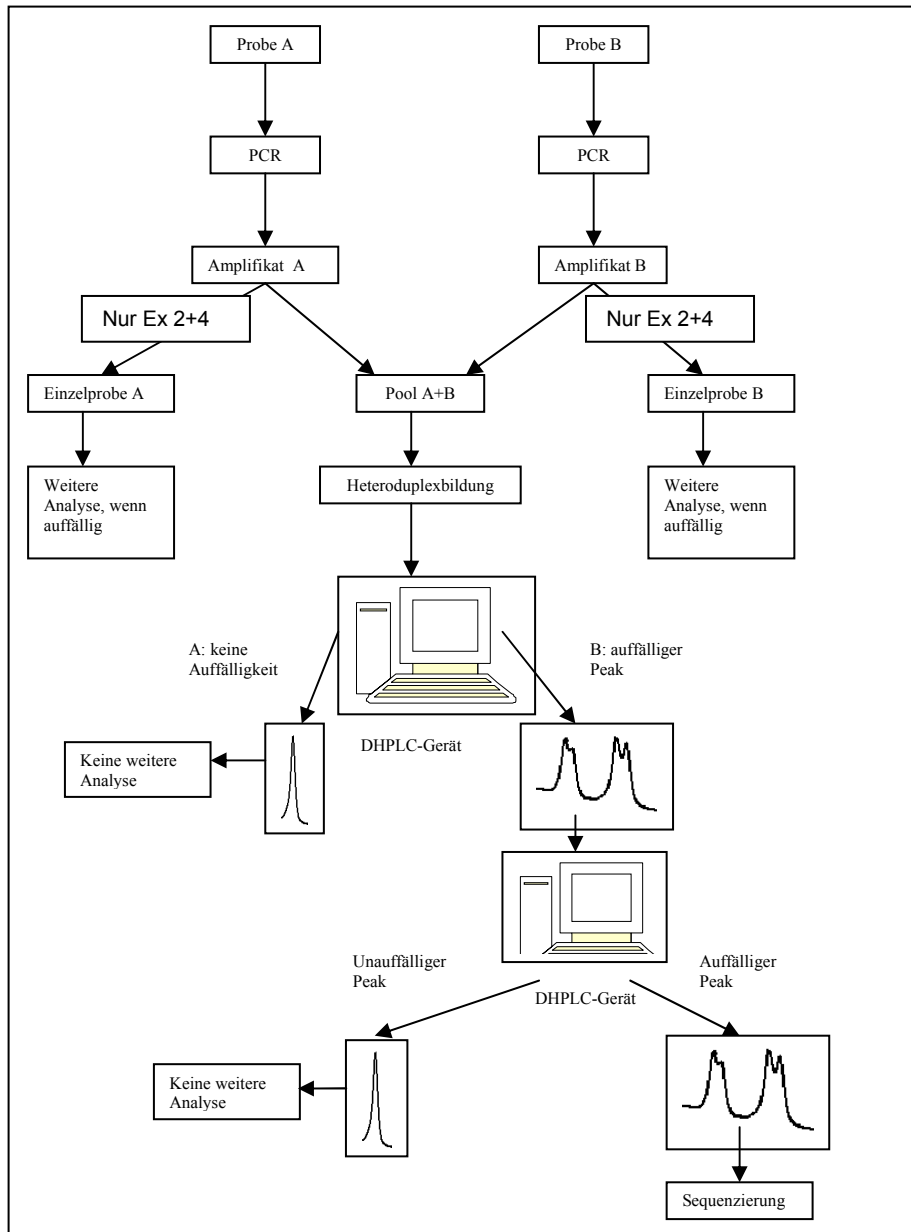 Probe A
Probe B
PCR
PCR
Amplifikat A
Amplifikat B
Nur Ex 2+4
Nur Ex 2+4
Einzelprobe A
Pool A+B
Einzelprobe B
Weitere
Analyse, wenn
auffällig
Heteroduplexbildung
Weitere
Analyse, wenn
auffällig
A: keine
Auffälligkeit
B: auffälliger
Peak
DHPLC-Gerät
Keine weitere
Analyse
Unauffälliger
Peak
Auffälliger
Peak
DHPLC-Gerät
Keine weitere
Analyse
Sequenzierung